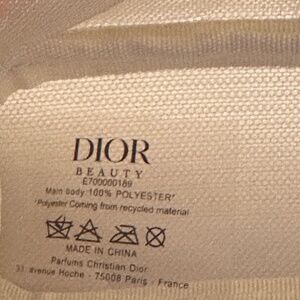 DIOR
BEAUTY
E700000189
Main body: 100% POLYESTER*
*Polyester Coming from recycled material
MADE IN CHINA
Parfums Christian Dior
33, avenue Hoche - 75008 Paris - France